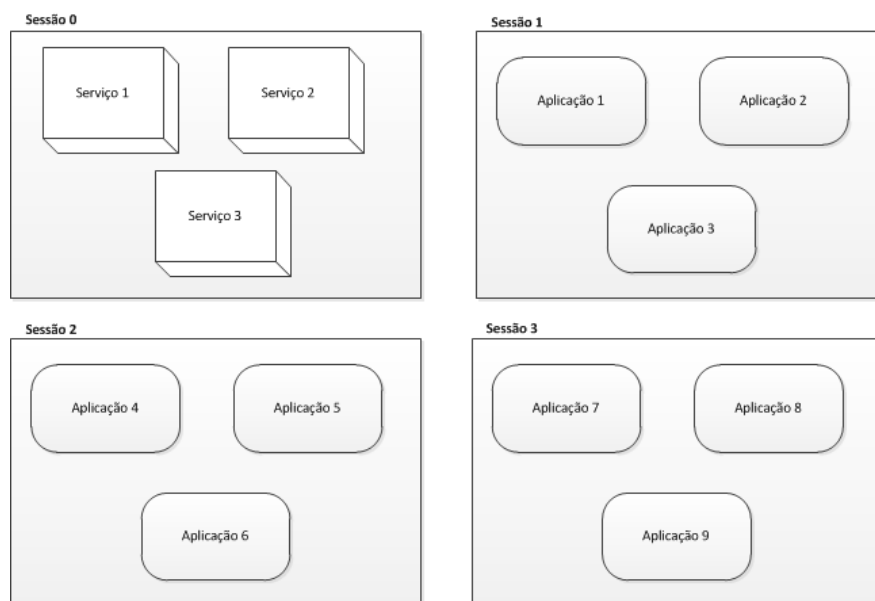 Sessão 0
Serviço 1
Serviço 2
Serviço 3
Sessão 1
Aplicação 1
Aplicação 2
Aplicação 3
Sessão 2
Aplicação 4
Aplicação 5
Aplicação 6
Sessão 3
Aplicação 7
Aplicação 8
Aplicação 9